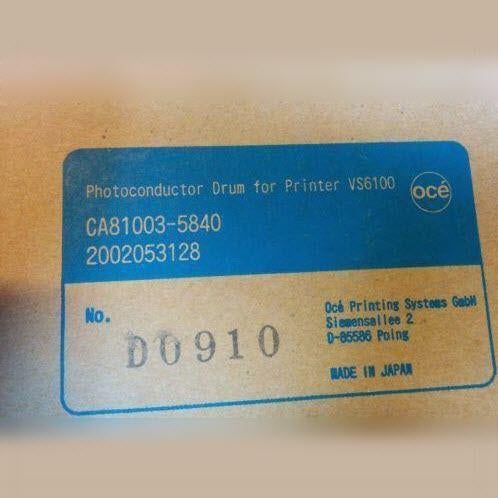 Photoconductor Drum for Printer VS6100
océ
CA81003-5840
2002053128
No.
D0910
Océ Printing Systems GmbH
Siemensallee 2
D-85586 Poing
MADE IN JAPAN